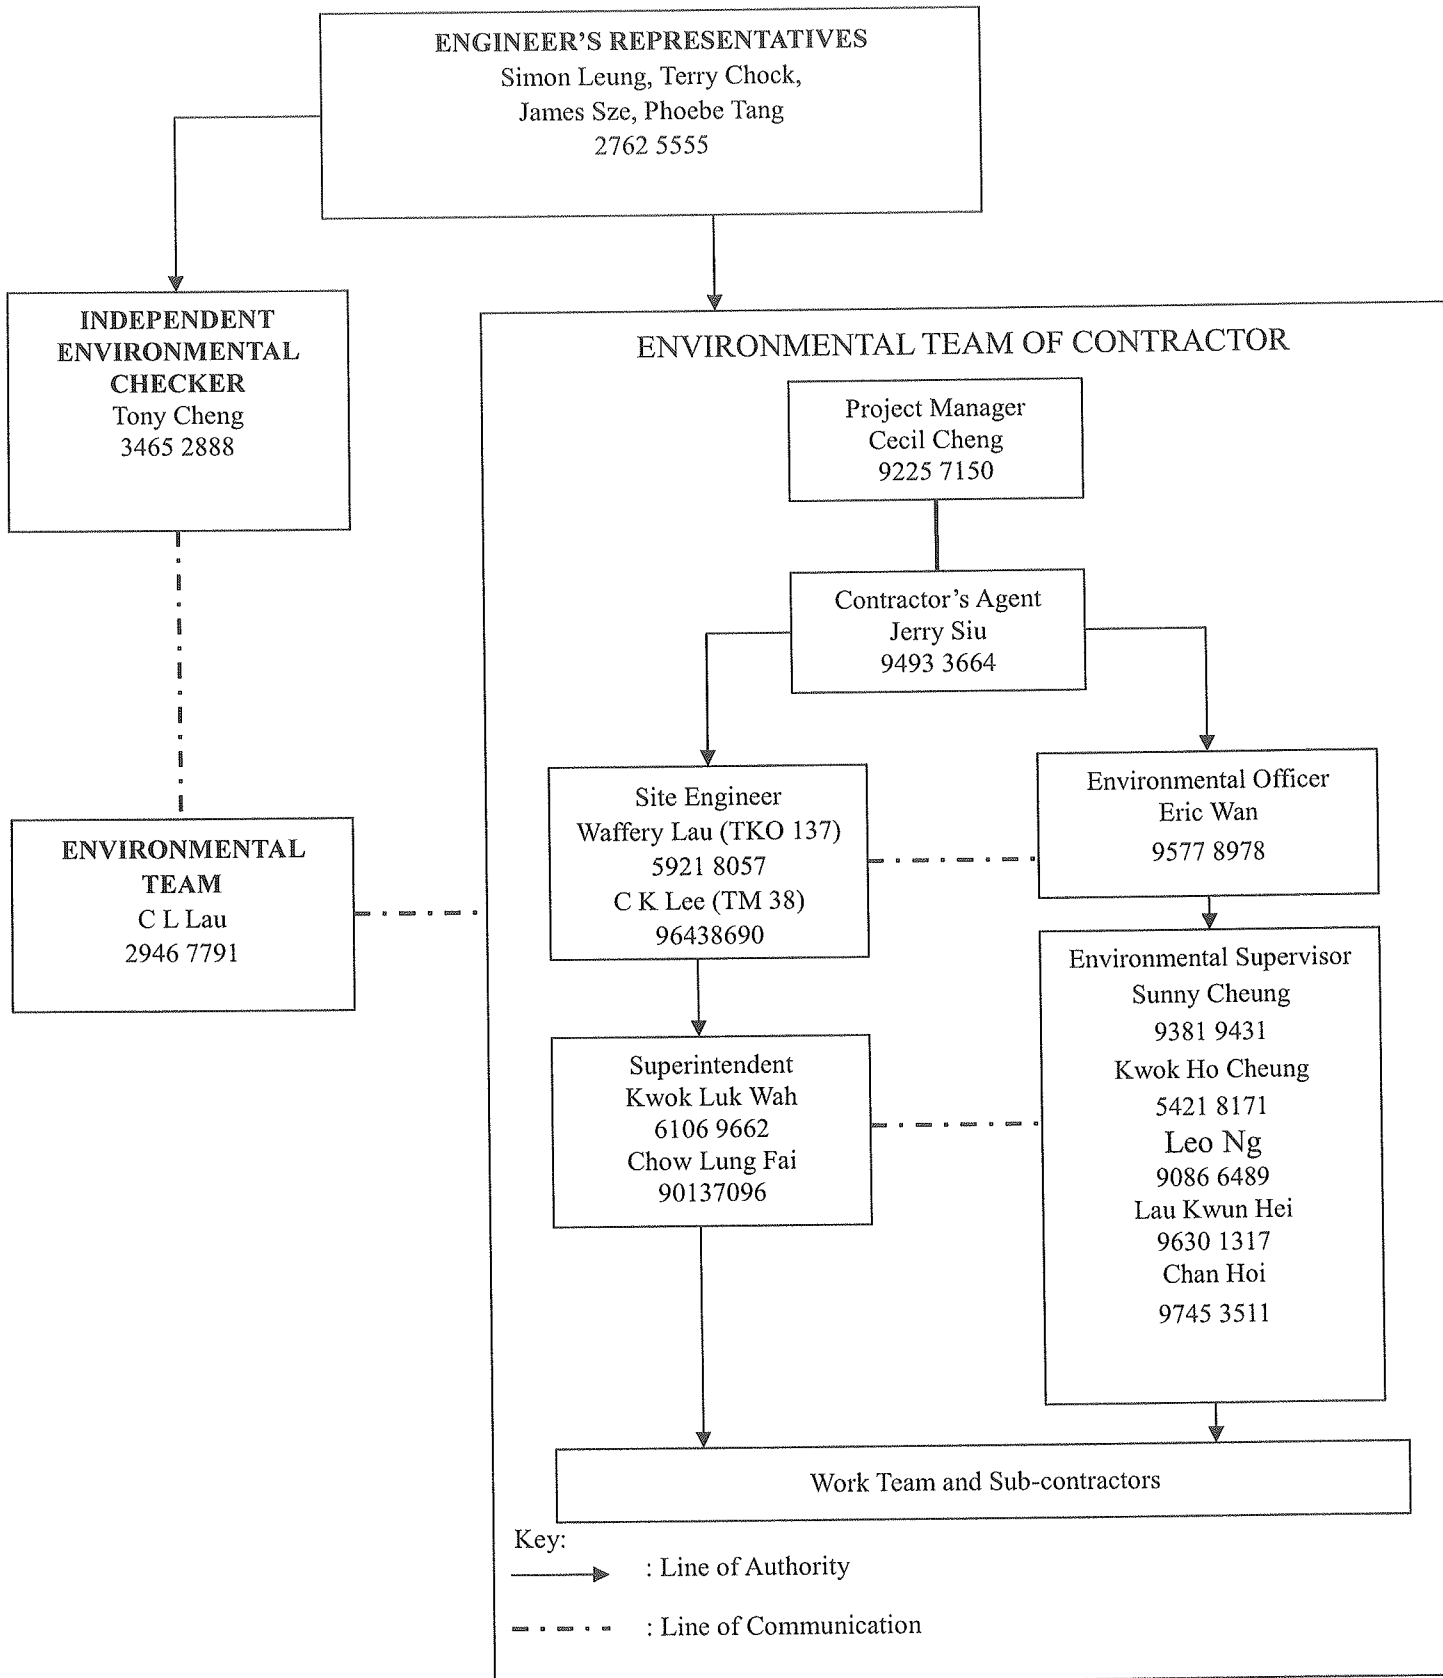 ENGINEER'S REPRESENTATIVES
Simon Leung, Terry Chock,
James Sze, Phoebe Tang
2762 5555
INDEPENDENT
ENVIRONMENTAL
CHECKER
Tony Cheng
3465 2888
ENVIRONMENTAL TEAM OF CONTRACTOR
Project Manager
Cecil Cheng
9225 7150
Contractor's Agent
Jerry Siu
9493 3664
Site Engineer
Waffery Lau (TKO 137)
5921 8057
C K Lee (TM 38)
96438690
Environmental Officer
Eric Wan
9577 8978
ENVIRONMENTAL
TEAM
C L Lau
2946 7791
Superintendent
Kwok Luk Wah
6106 9662
Chow Lung Fai
90137096
Environmental Supervisor
Sunny Cheung
9381 9431
Kwok Ho Cheung
5421 8171
Leo Ng
9086 6489
Lau Kwun Hei
9630 1317
Chan Hoi
9745 3511
Work Team and Sub-contractors
Key:
: Line of Authority
: Line of Communication